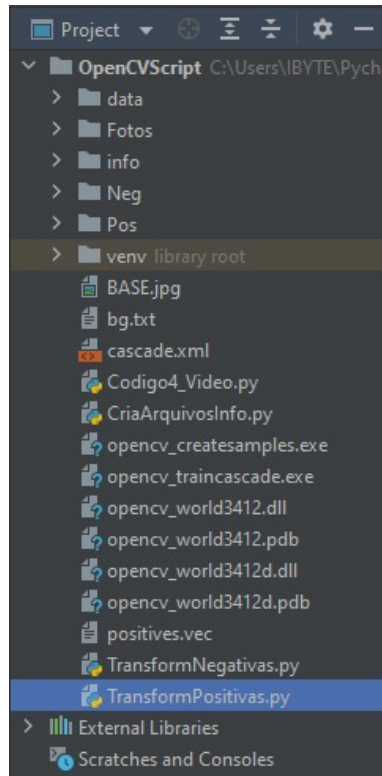 Project
OpenCVScript C:\Users\IBYTE\Pych
data
Fotos
info
Neg
Pos
venv library root
BASE.jpg
bg.txt
cascade.xml
Codigo4_Video.py
CriaArquivosInfo.py
opencv_createsamples.exe
opencv_traincascade.exe
opencv_world3412.dll
opencv_world3412.pdb
opencv_world3412d.dll
opencv_world3412d.pdb
positives.vec
TransformNegativas.py
TransformPositivas.py
External Libraries
Scratches and Consoles